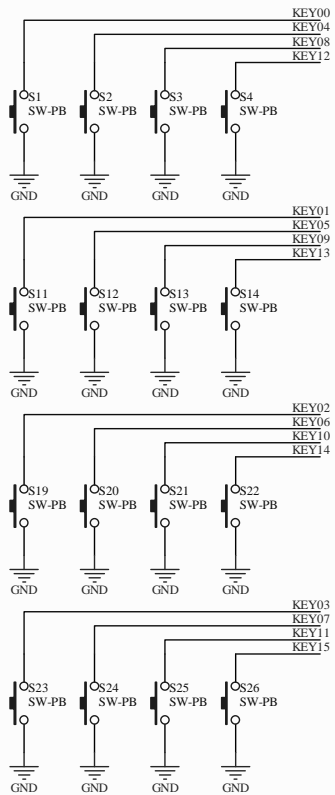 KEY00
KEY04
KEY08
KEY12
S1 S2 S3 S4
SW-PB SW-PB SW-PB SW-PB
GND GND GND GND
KEY01
KEY05
KEY09
KEY13
S11 S12 S13 S14
SW-PB SW-PB SW-PB SW-PB
GND GND GND GND
KEY02
KEY06
KEY10
KEY14
S19 S20 S21 S22
SW-PB SW-PB SW-PB SW-PB
GND GND GND GND
KEY03
KEY07
KEY11
KEY15
S23 S24 S25 S26
SW-PB SW-PB SW-PB SW-PB
GND GND GND GND